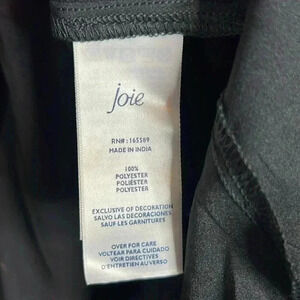 Joie
RN#: 165589
MADE IN INDIA
100%
POLYESTER
POLIÉSTER
POLYESTER
EXCLUSIVE OF DECORATION
SALVO LAS DECORACIONES
SAUF LES GARNITURES
OVER FOR CARE
VOLTEAR PARA CUIDADO
VOIR DIRECTIVES
D'ENTRETIEN AU VERSO